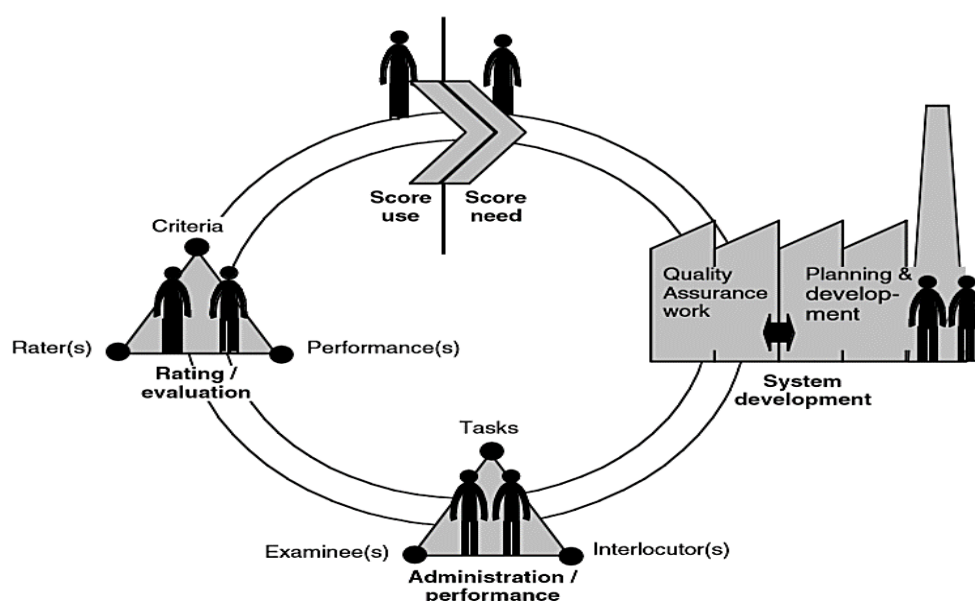 Score
use
Score
need
Criteria
Rater(s)
Performance(s)
Rating /
evaluation
Quality
Assurance
work
Planning &
develop-
ment
System
development
Tasks
Examinee(s)
Interlocutor(s)
Administration /
performance